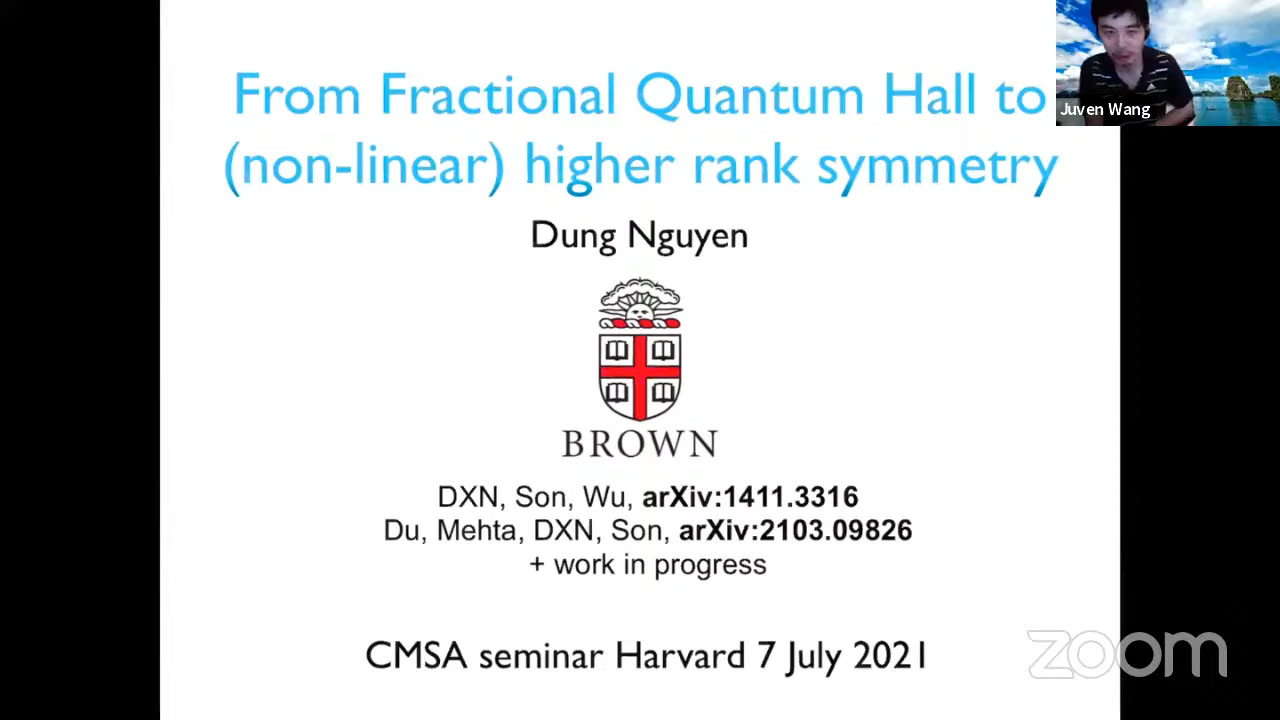 From Fractional Quantum Hall to
(non-linear) higher rank symmetry
Juven Wang
Dung Nguyen
BROWN
DXN, Son, Wu, arXiv:1411.3316
Du, Mehta, DXN, Son, arXiv:2103.09826
+ work in progress
CMSA seminar Harvard 7 July 2021
zoom